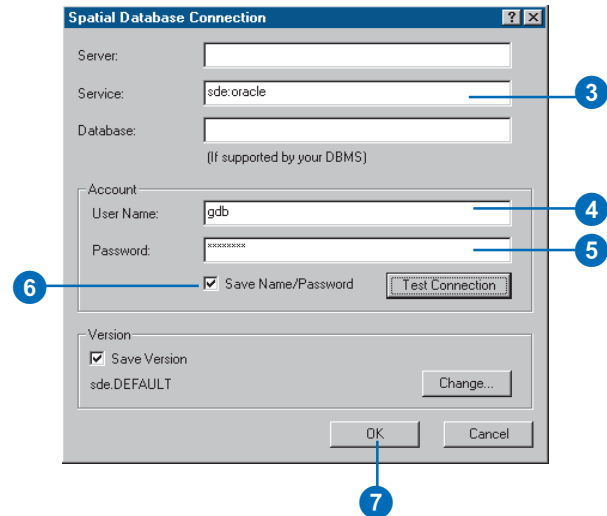 Spatial Database Connection
Server:
Service: sde:oracle 3
Database:
(If supported by your DBMS)
Account
User Name: gdb 4
Password: xxxxxxxx 5
6 Save Name/Password Test Connection
Version
Save Version
sde.DEFAULT Change...
OK Cancel
7